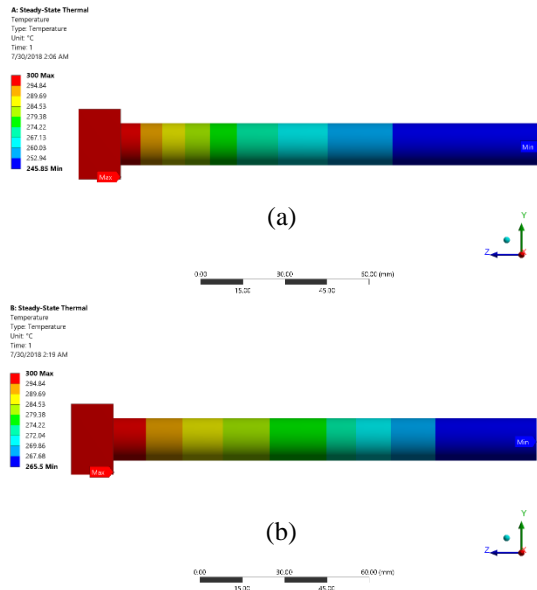 A: Steady-State Thermal
Temperature
Type: Temperature
Unit: °C
Time: 1
7/30/2018 2:06 AM
300 Max
294.84
289.69
284.53
279.38
274.22
267.13
260.03
252.94
245.85 Min
Max
Min
(a)
Y
Z
0.00 30.00 60.00 (mm)
15.00 45.00
B: Steady-State Thermal
Temperature
Type: Temperature
Unit: °C
Time: 1
7/30/2018 2:19 AM
300 Max
294.84
289.69
284.53
279.38
274.22
272.04
269.86
267.68
265.5 Min
Max
Min
(b)
Y
Z
0.00 30.00 60.00 (mm)
15.00 45.00